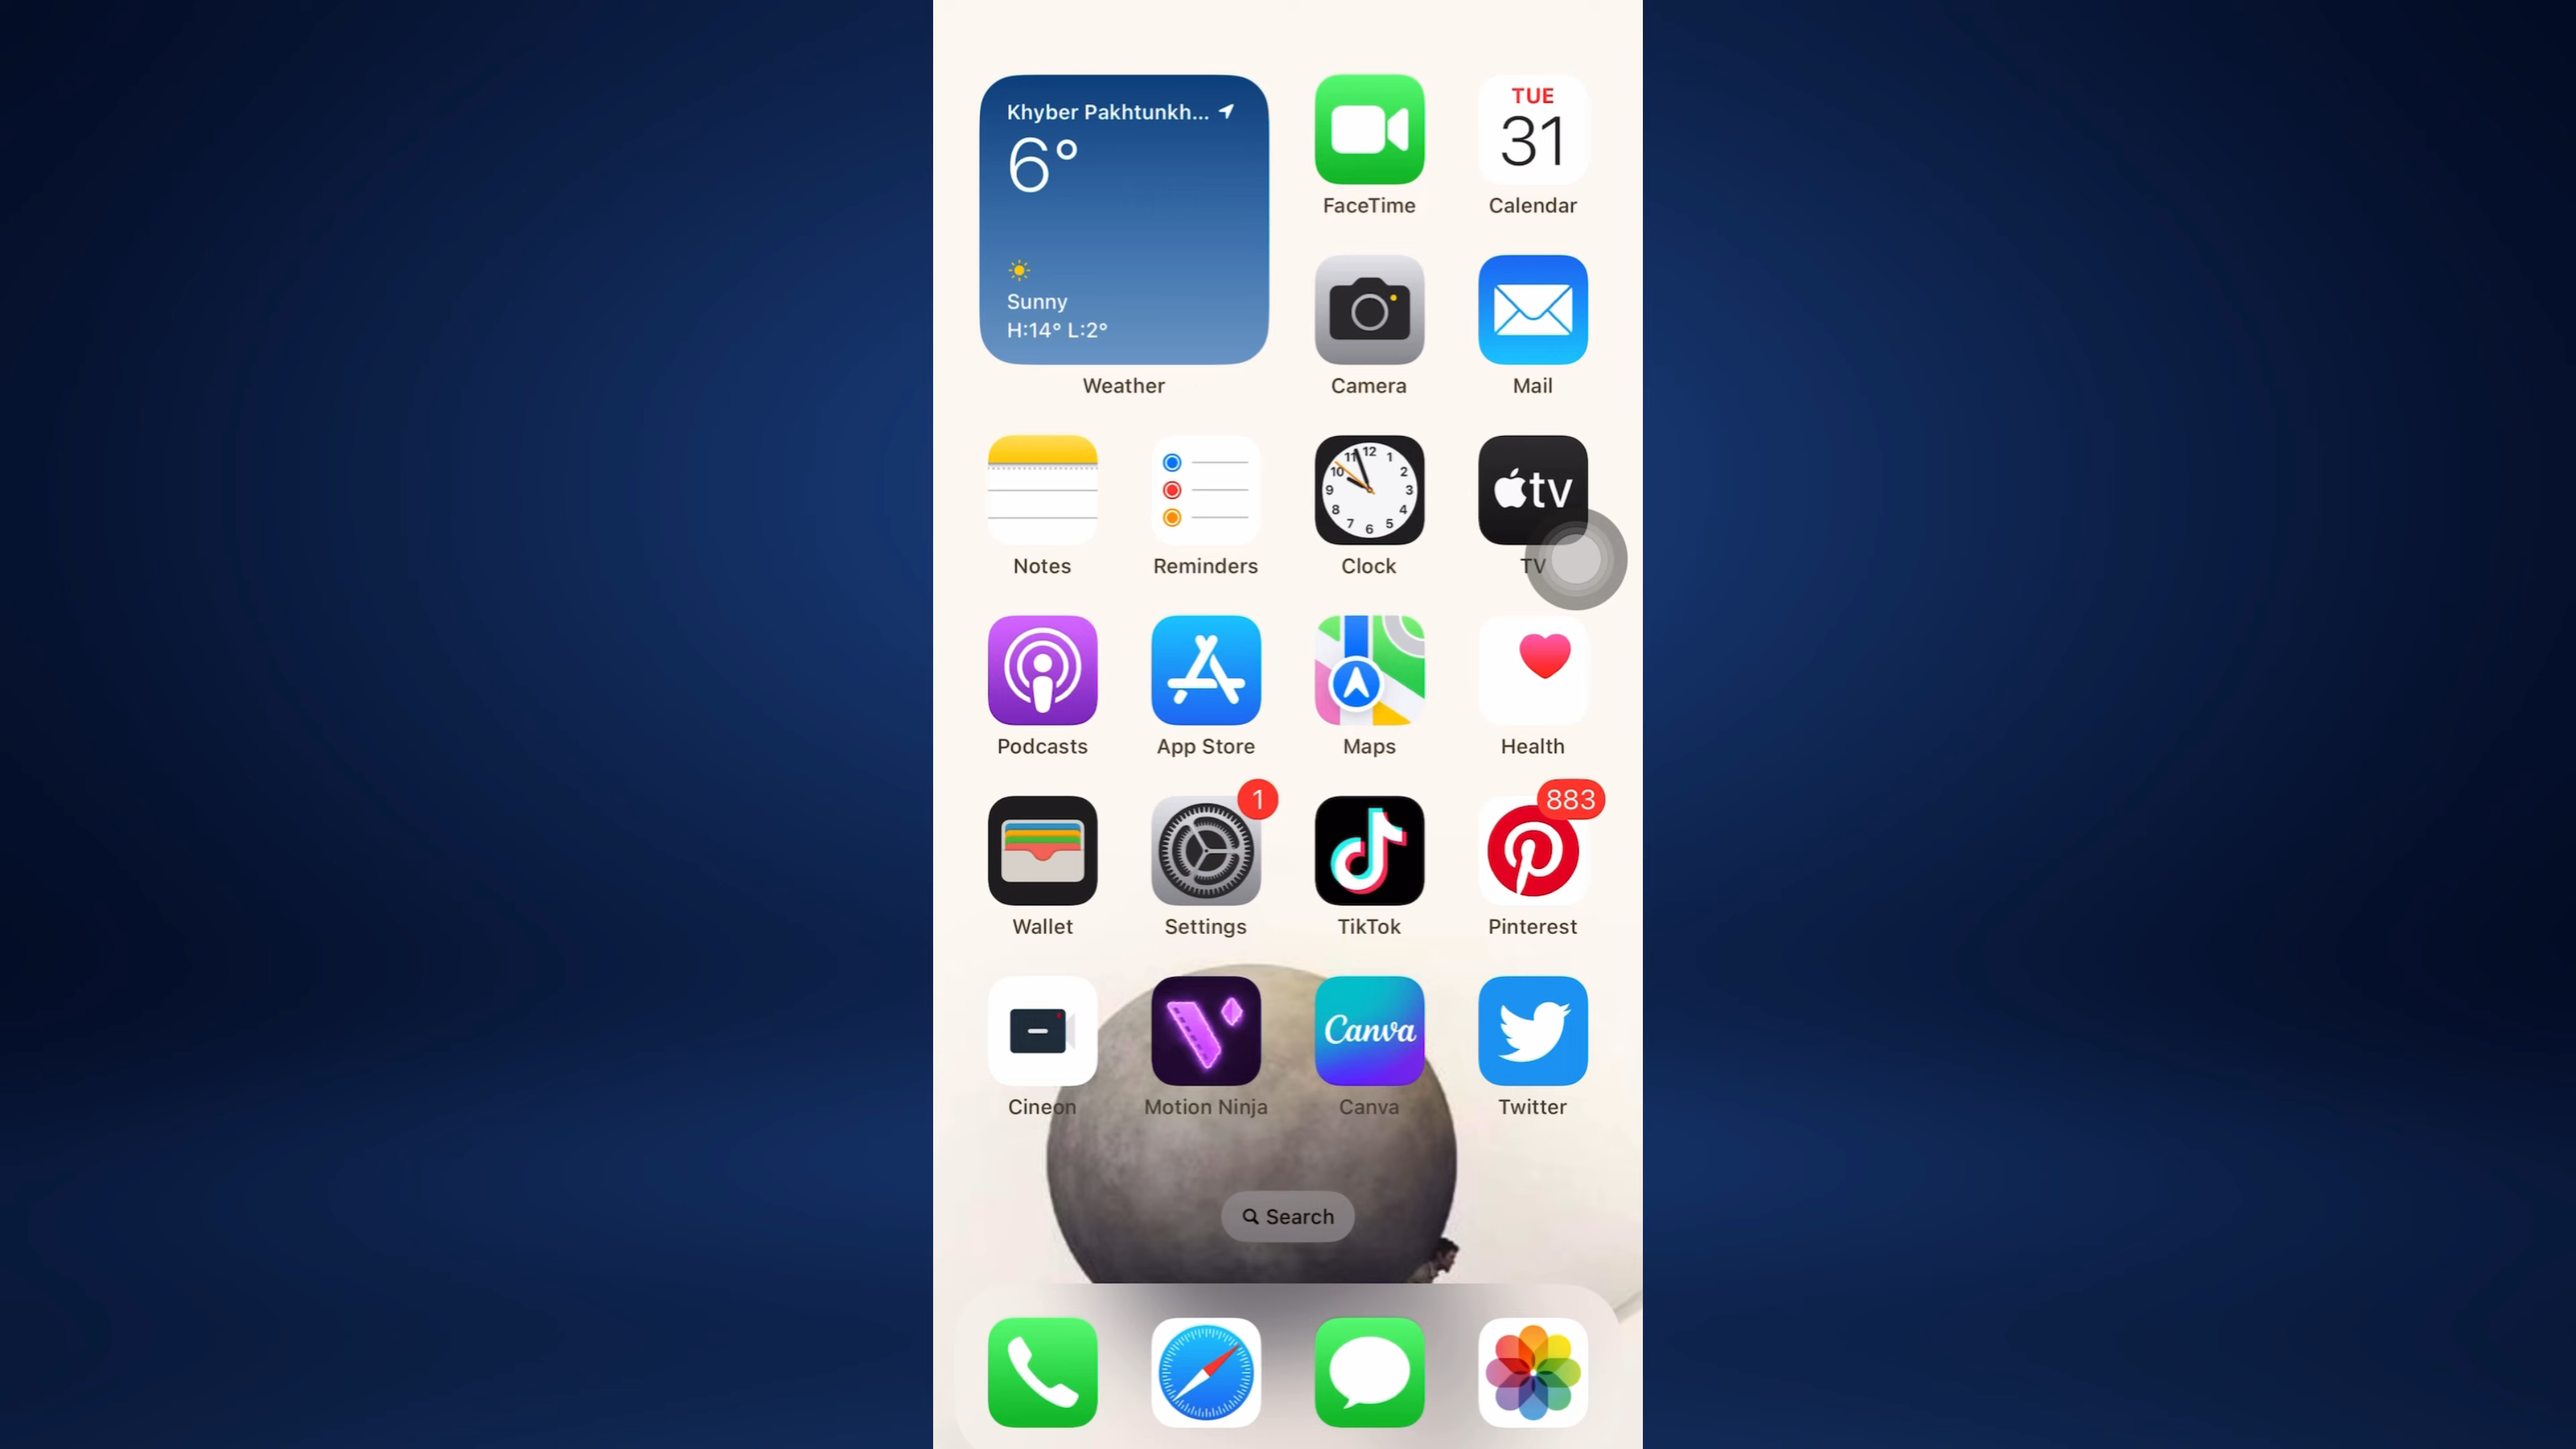 Khyber Pakhtunkh...
6°
Sunny
H:14° L:2°
Weather
FaceTime
TUE
31
Calendar
Camera
Mail
Notes
Reminders
12
1
2
3
4
5
6
7
8
9
10
11
Clock
tv
TV
Podcasts
App Store
Maps
Health
Wallet
1
Settings
TikTok
883
Pinterest
Cineon
Motion Ninja
Canva
Canva
Twitter
Search